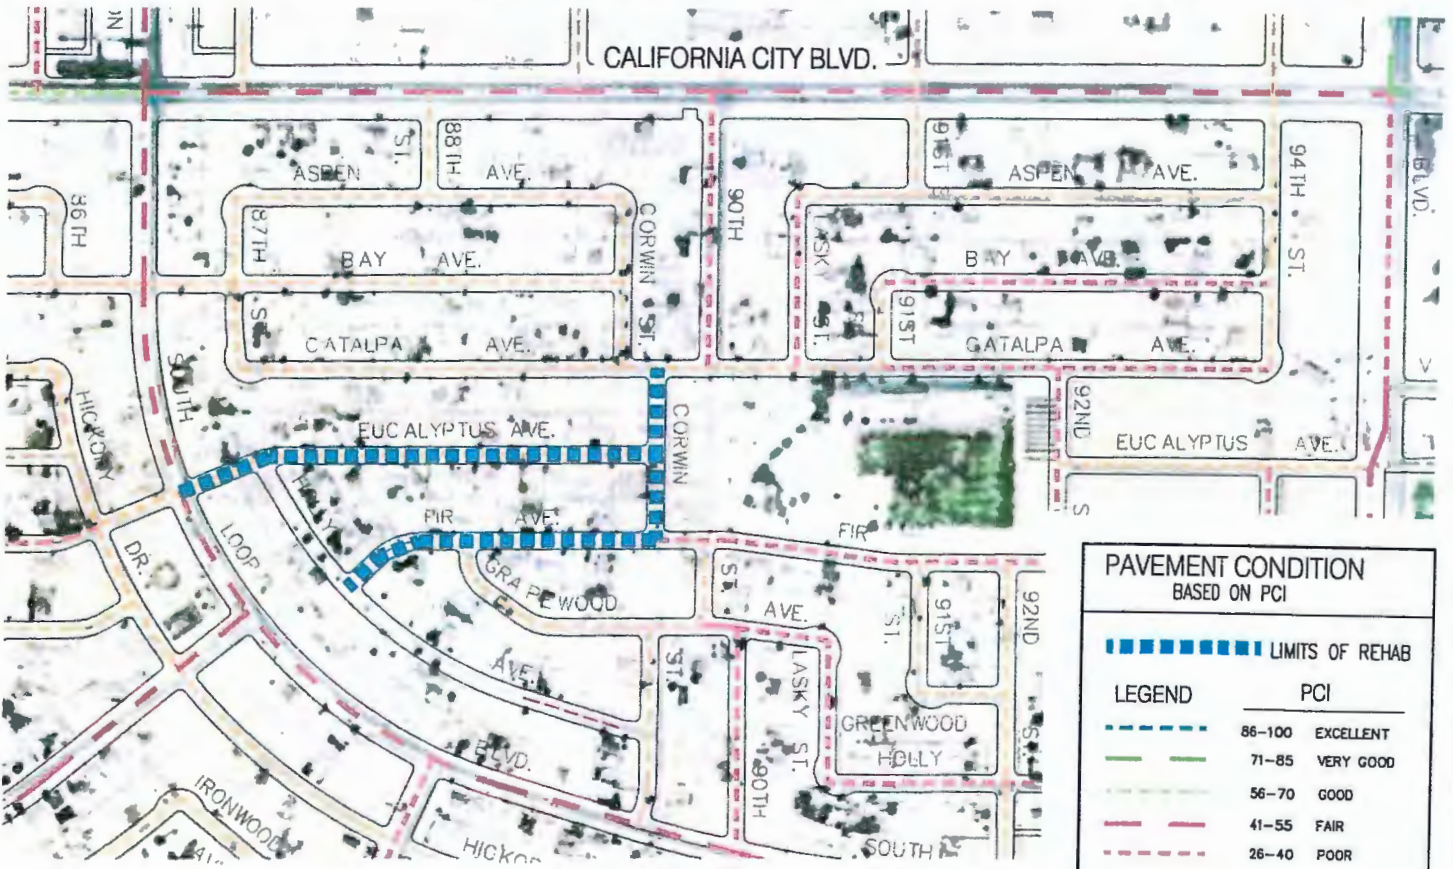 CALIFORNIA CITY BLVD.
ST.
88TH
ASPEN AVE.
91ST
ASPEN AVE.
94TH ST.
BLVD.
86TH
87TH
BAY AVE.
CORWIN ST.
90TH
BAY AVE.
91ST
CATALPA AVE.
ST.
CATALPA AVE.
SOUTH
HICKORY
EUCALYPTUS AVE.
CORWIN
92ND
EUCALYPTUS AVE.
FIR AVE.
FIR
LOOP
DR.
GRAPEWOOD
ST.
AVE.
ST.
91ST
92ND
AVE.
ST.
LASKY ST.
GREENWOOD
HOLLY
BLVD.
90TH
IRONWOOD
SOUTH
PAVEMENT CONDITION
BASED ON PCI
LIMITS OF REHAB
LEGEND PCI
86-100 EXCELLENT
71-85 VERY GOOD
56-70 GOOD
41-55 FAIR
26-40 POOR